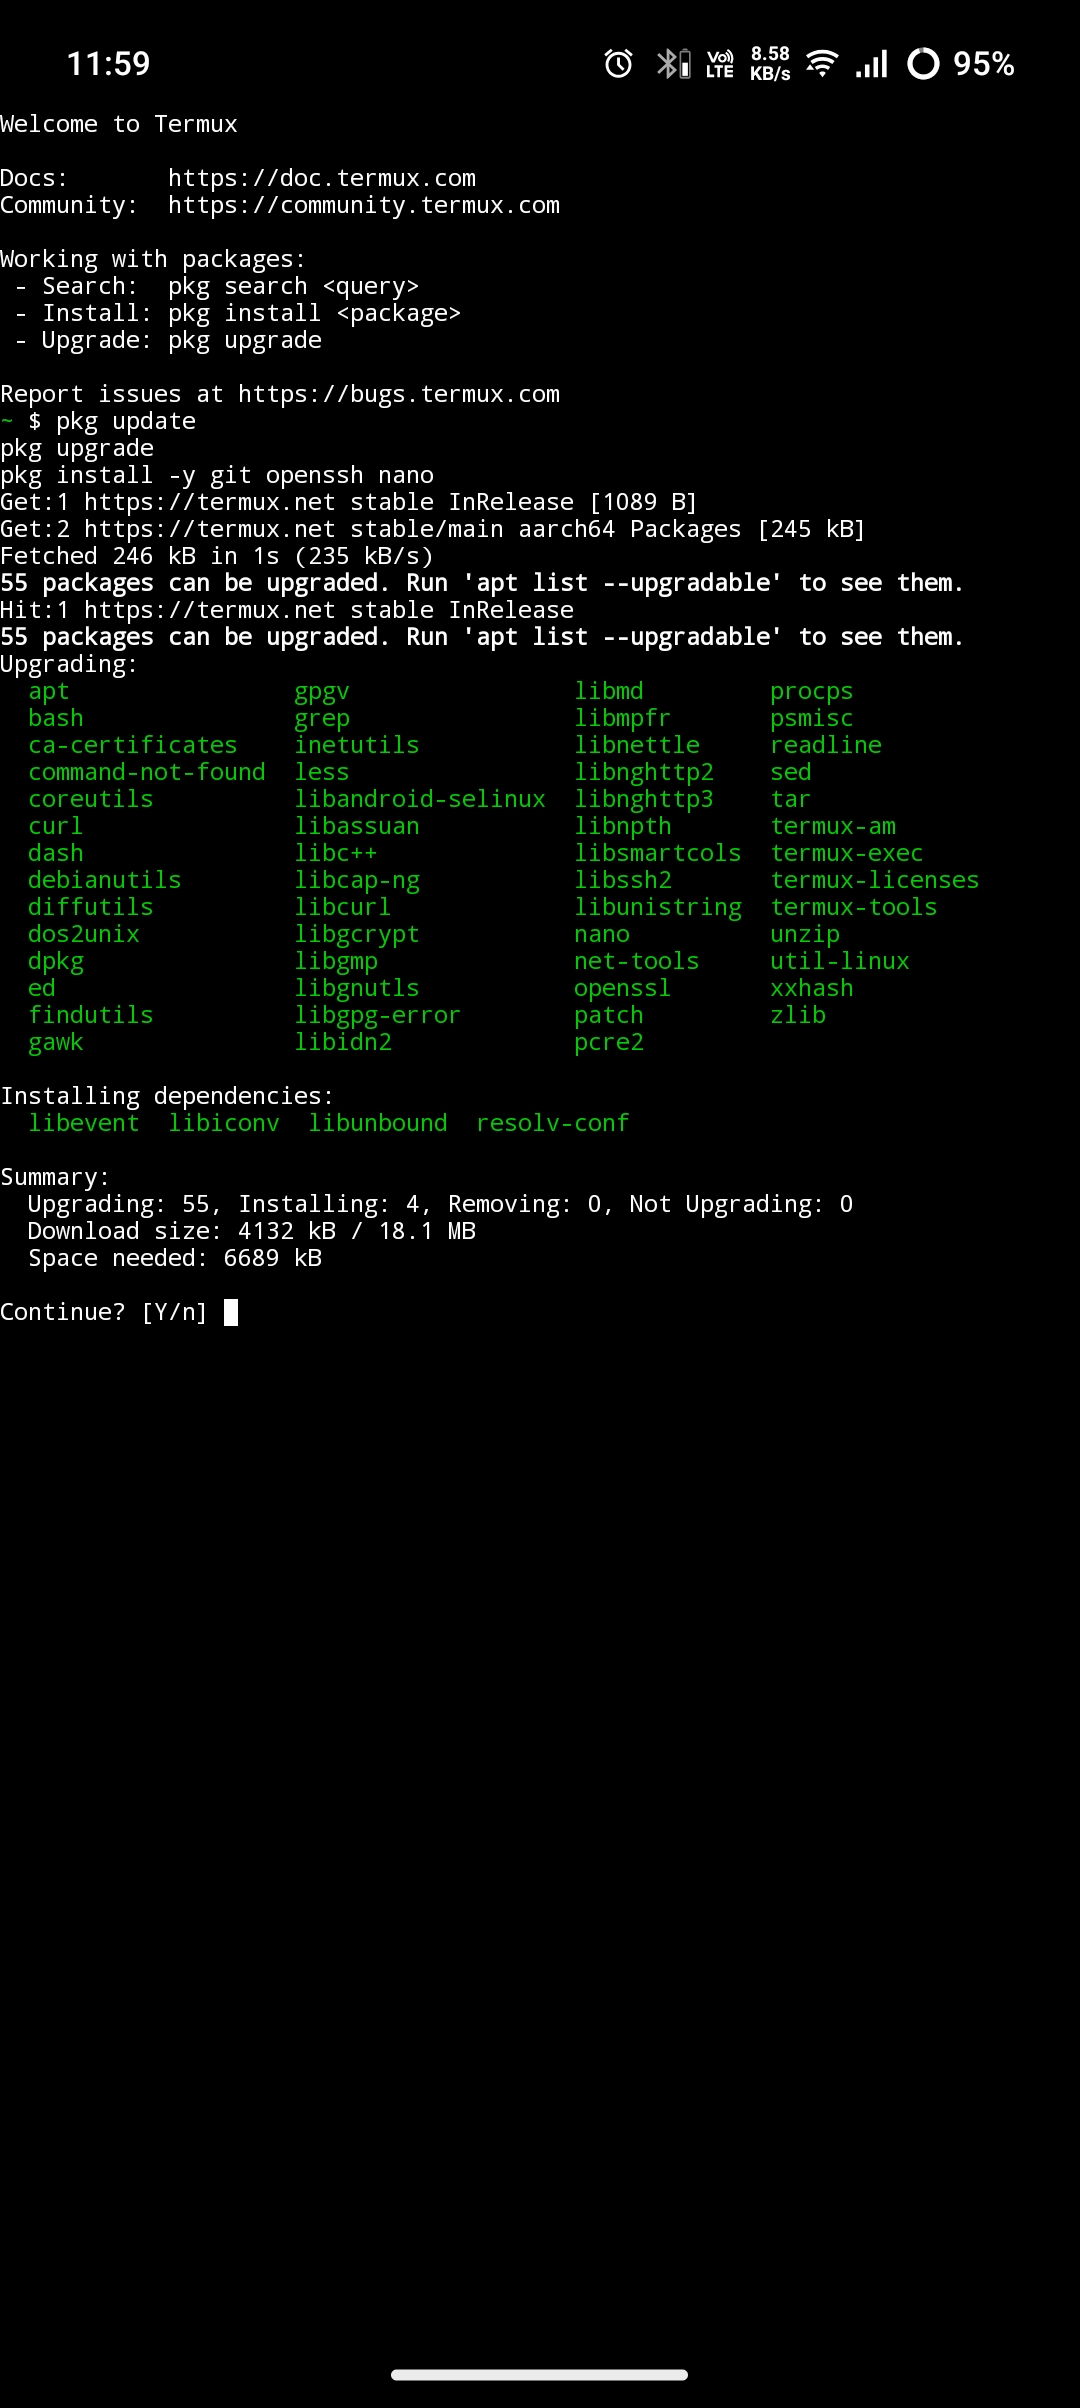 11:59 Vo)) LTE 8.58 KB/s 95%
Welcome to Termux
Docs:       https://doc.termux.com
Community:  https://community.termux.com
Working with packages:
 - Search:  pkg search <query>
 - Install: pkg install <package>
 - Upgrade: pkg upgrade
Report issues at https://bugs.termux.com
~ $ pkg update
pkg upgrade
pkg install -y git openssh nano
Get:1 https://termux.net stable InRelease [1089 B]
Get:2 https://termux.net stable/main aarch64 Packages [245 kB]
Fetched 246 kB in 1s (235 kB/s)
55 packages can be upgraded. Run 'apt list --upgradable' to see them.
Hit:1 https://termux.net stable InRelease
55 packages can be upgraded. Run 'apt list --upgradable' to see them.
Upgrading:
  apt                gpgv                libmd         procps
  bash               grep                libmpfr       psmisc
  ca-certificates    inetutils           libnettle     readline
  command-not-found  less                libnghttp2    sed
  coreutils          libandroid-selinux  libnghttp3    tar
  curl               libassuan           libnpth       termux-am
  dash               libc++              libsmartcols  termux-exec
  debianutils        libcap-ng           libssh2       termux-licenses
  diffutils          libcurl             libunistring  termux-tools
  dos2unix           libgcrypt           nano          unzip
  dpkg               libgmp              net-tools     util-linux
  ed                 libgnutls           openssl       xxhash
  findutils          libgpg-error        patch         zlib
  gawk               libidn2             pcre2
Installing dependencies:
  libevent  libiconv  libunbound  resolv-conf
Summary:
  Upgrading: 55, Installing: 4, Removing: 0, Not Upgrading: 0
  Download size: 4132 kB / 18.1 MB
  Space needed: 6689 kB
Continue? [Y/n]